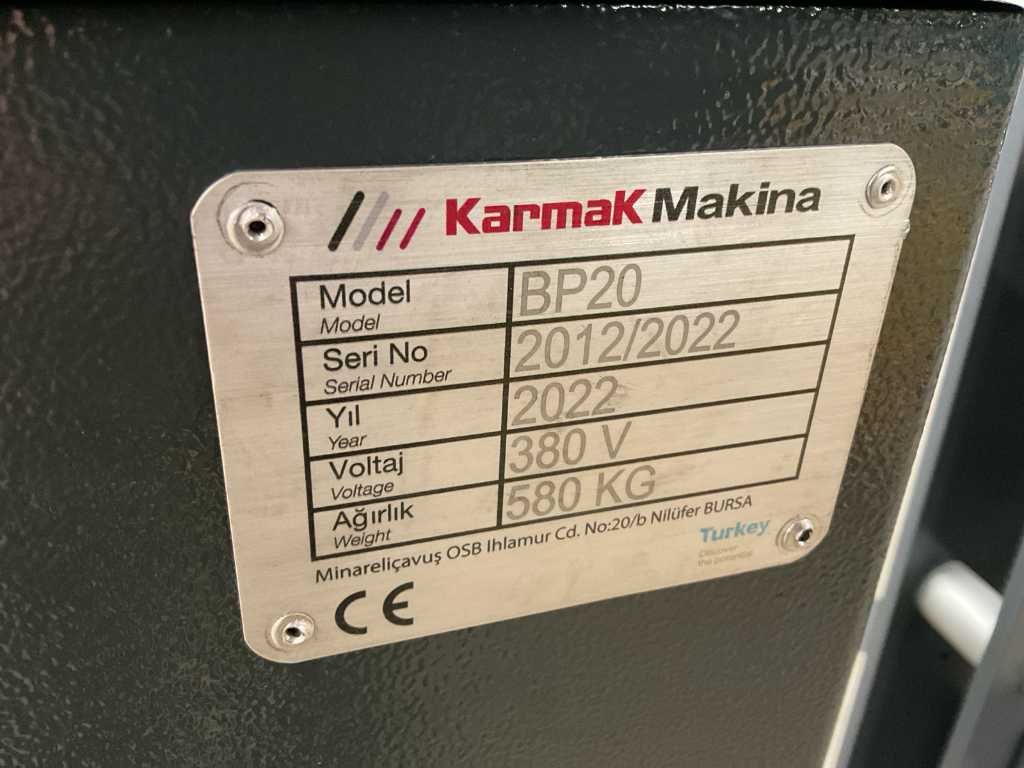 KarmaK Makina
Model BP20
Model
Seri No 2012/2022
Serial Number
Yıl 2022
Year
Voltaj 380 V
Voltage
Ağırlık 580 KG
Weight
Minareliçavuş OSB Ihlamur Cd. No:20/b Nilüfer BURSA
Turkey
Discover
the potential
CE